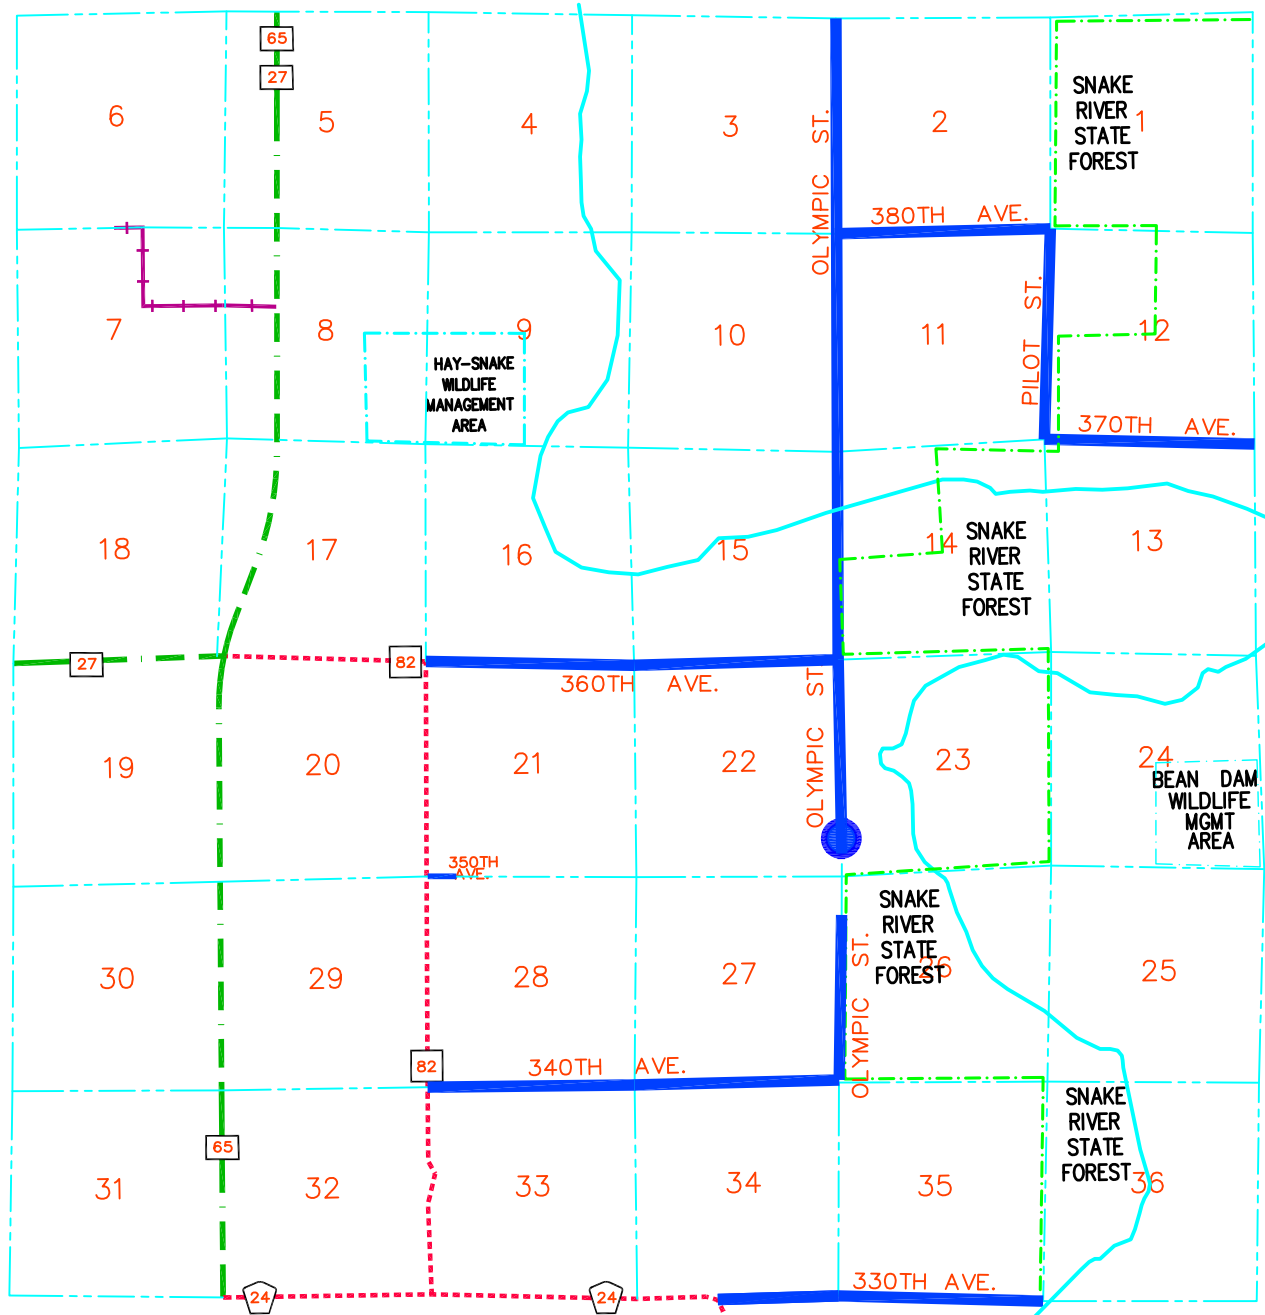 65
27
6
5
4
3
OLYMPIC ST.
2
SNAKE
RIVER
STATE
FOREST
1
380TH AVE.
7
8
9
10
11
PILOT ST.
12
HAY-SNAKE
WILDLIFE
MANAGEMENT
AREA
370TH AVE.
18
17
16
15
14
SNAKE
RIVER
STATE
FOREST
13
27
82
360TH AVE.
OLYMPIC ST
19
20
21
22
23
24
BEAN DAM
WILDLIFE
MGMT
AREA
350TH
AVE.
30
29
28
27
OLYMPIC ST.
SNAKE
RIVER
STATE
FOREST
26
25
82
340TH AVE.
65
31
32
33
34
35
SNAKE
RIVER
STATE
FOREST
36
24
24
330TH AVE.